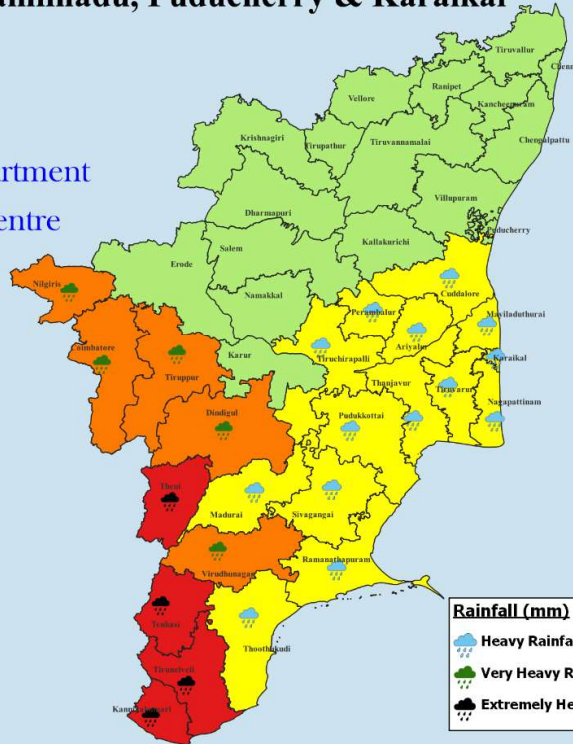 Puducherry & Karaikal
artment
entre
Tiruvallur
Chenn
Ranipet
Vellore
Kancheepuram
Krishnagiri
Tirupathur
Tiruvannamalai
Chengalpattu
Dharmapuri
Villupuram
Puducherry
Kallakurichi
Salem
Erode
Nilgiris
Namakkal
Cuddalore
Perambalur
Mayiladuthurai
Coimbatore
Karur
Ariyalur
Tiruppur
Tiruchirapalli
Karaikal
Thanjavur
Tiruvarur
Nagapattinam
Dindigul
Pudukkottai
Theni
Madurai
Sivagangai
Ramanathapuram
Virudhunagar
Tenkasi
Thoothukudi
Tirunelveli
Kanniyakumari
Rainfall (mm)
Heavy Rainfa
Very Heavy R
Extremely He